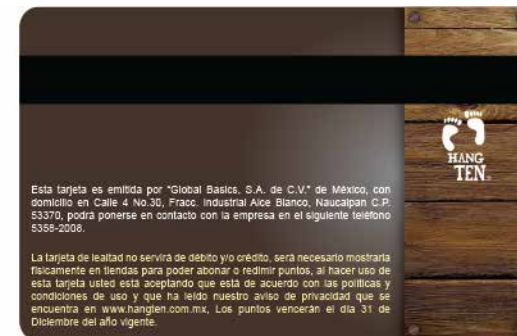 HANG
TEN
Esta tarjeta es emitida por "Global Basics, S.A. de C.V." de México, con
domicilio en Calle 4 No.30, Fracc. Industrial Alce Blanco, Naucalpan C.P.
53370, podrá ponerse en contacto con la empresa en el siguiente teléfono
5358-2008.
La tarjeta de lealtad no servirá de débito y/o crédito, será necesario mostrarla
físicamente en tiendas para poder abonar o redimir puntos, al hacer uso de
esta tarjeta usted está aceptando que está de acuerdo con las políticas y
condiciones de uso y que ha leído nuestro aviso de privacidad que se
encuentra en www.hangten.com.mx, Los puntos vencerán el día 31 de
Diciembre del año vigente.